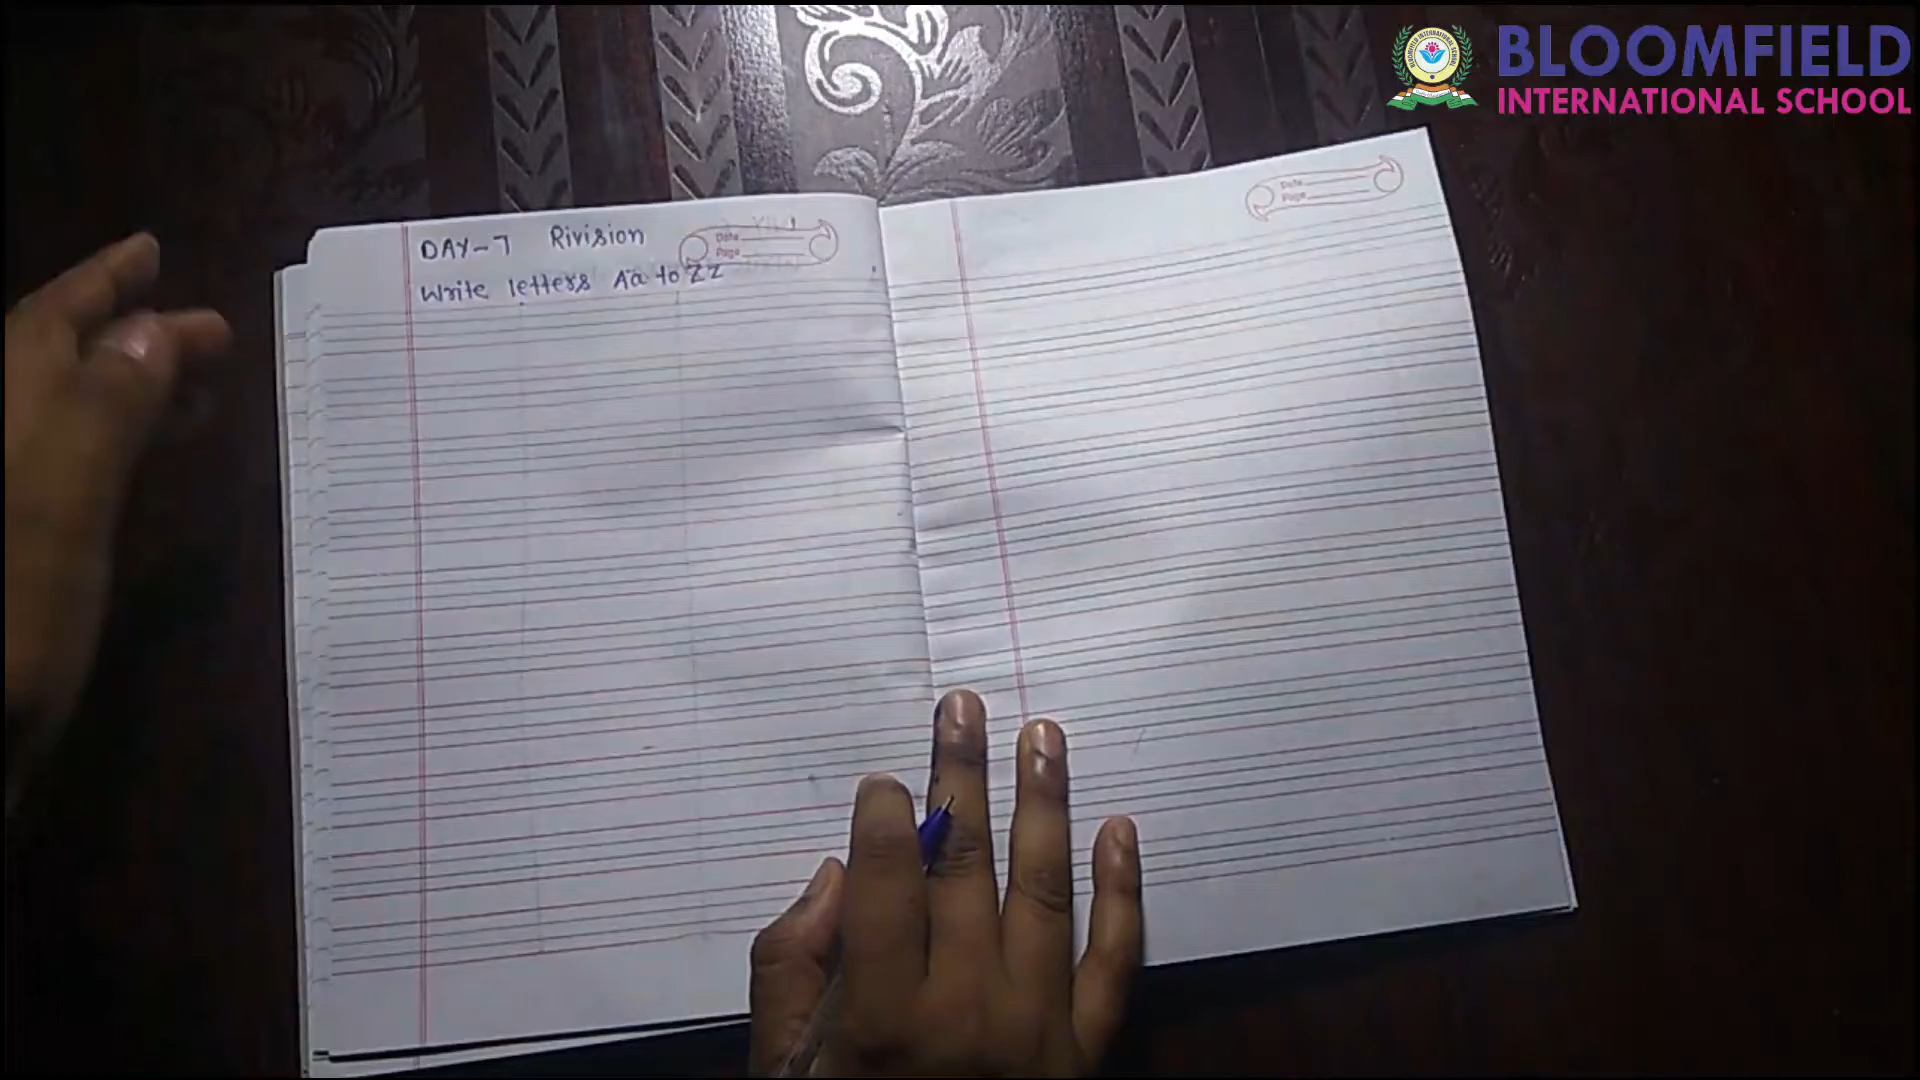 BLOOMFIELD
INTERNATIONAL SCHOOL
DAY-7 Rivision
Date
Page
Write letters Aa to Zz
Date
Page